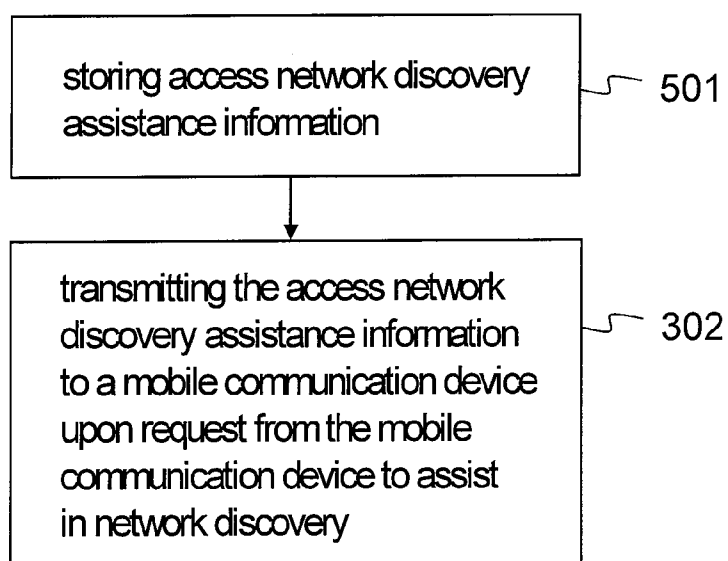 storing access network discovery
assistance information
501
transmitting the access network
discovery assistance information
to a mobile communication device
upon request from the mobile
communication device to assist
in network discovery
302